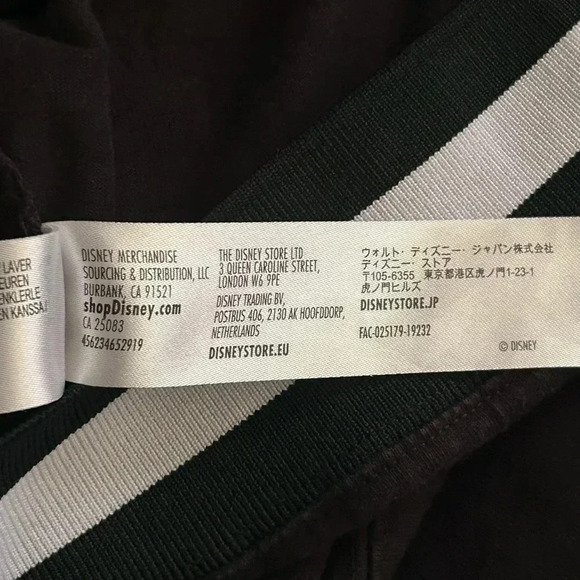 LAVER
EUREN
ENKLERLE
EN KANSSA/
DISNEY MERCHANDISE
SOURCING & DISTRIBUTION, LLC
BURBANK, CA 91521
shopDisney.com
CA 25083
456234652919
THE DISNEY STORE LTD
3 QUEEN CAROLINE STREET,
LONDON W6 9PE
DISNEY TRADING BV,
POSTBUS 406, 2130 AK HOOFDDORP,
NETHERLANDS
DISNEYSTORE.EU
ウォルト・ディズニー・ジャパン株式会社
ディズニー・ストア
〒105-6355 東京都港区虎ノ門1-23-1
虎ノ門ヒルズ
DISNEYSTORE.JP
FAC-025179-19232
© DISNEY